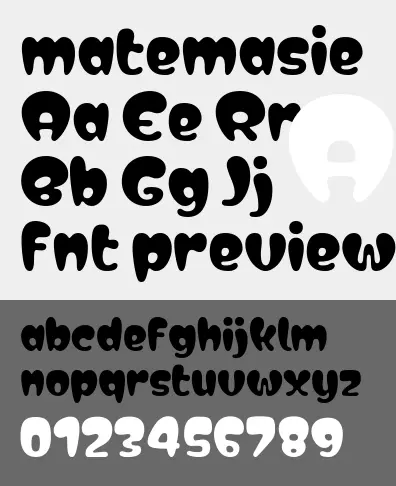 matemasie
Aa Ee Rr
A
Bb Gg Jj
Fnt preview
abcdefghijklm
nopqrstuvwxyz
0123456789